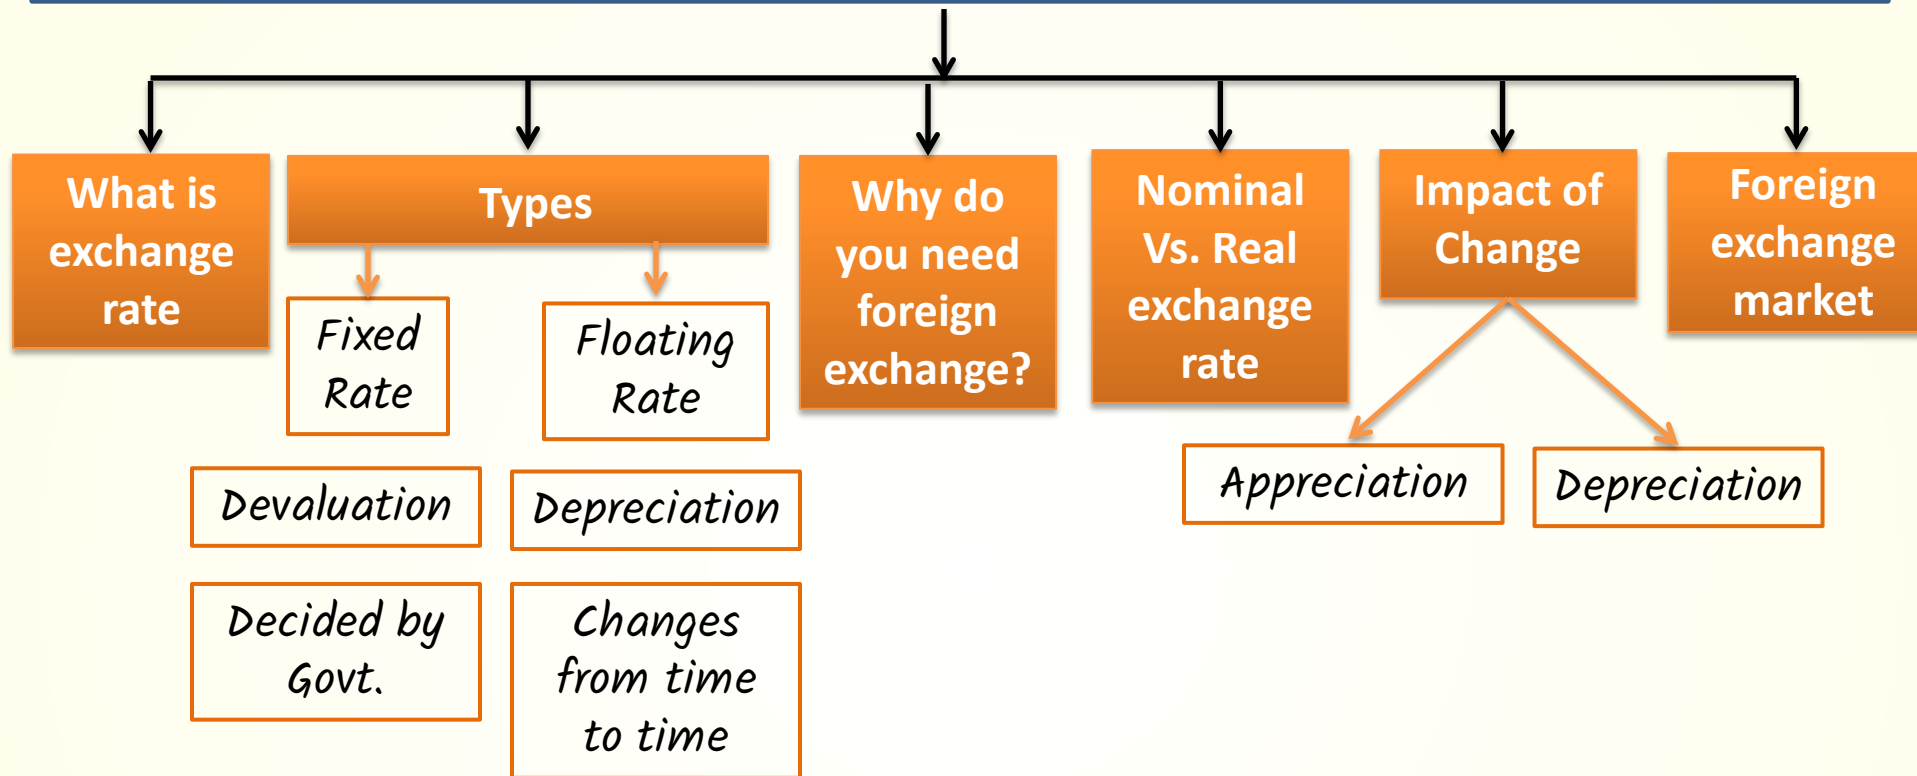 What is
exchange
rate
Types
Fixed
Rate
Floating
Rate
Devaluation
Depreciation
Decided by
Govt.
Changes
from time
to time
Why do
you need
foreign
exchange?
Nominal
Vs. Real
exchange
rate
Impact of
Change
Appreciation
Depreciation
Foreign
exchange
market